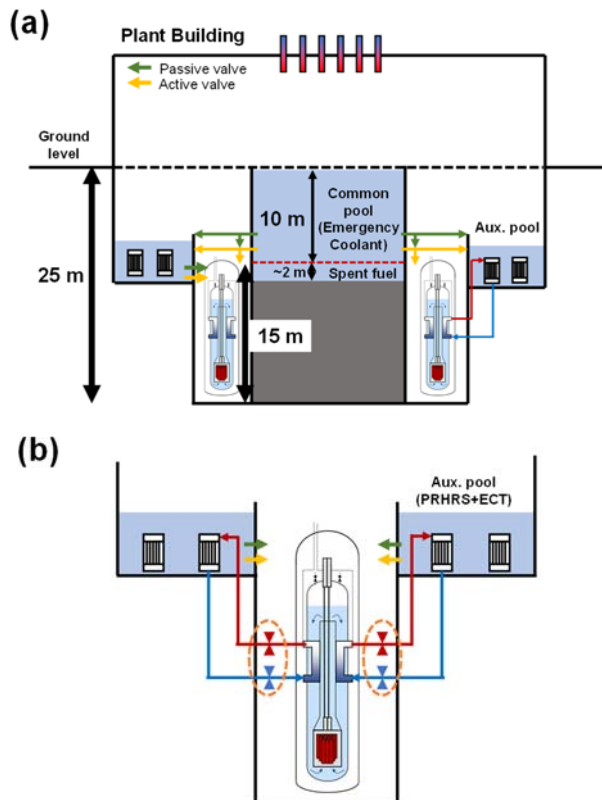 (a)
Plant Building
Passive valve
Active valve
Ground
level
10 m
Common
pool
(Emergency
Coolant)
Aux. pool
25 m
~2 m
Spent fuel
15 m
(b)
Aux. pool
(PRHRS+ECT)